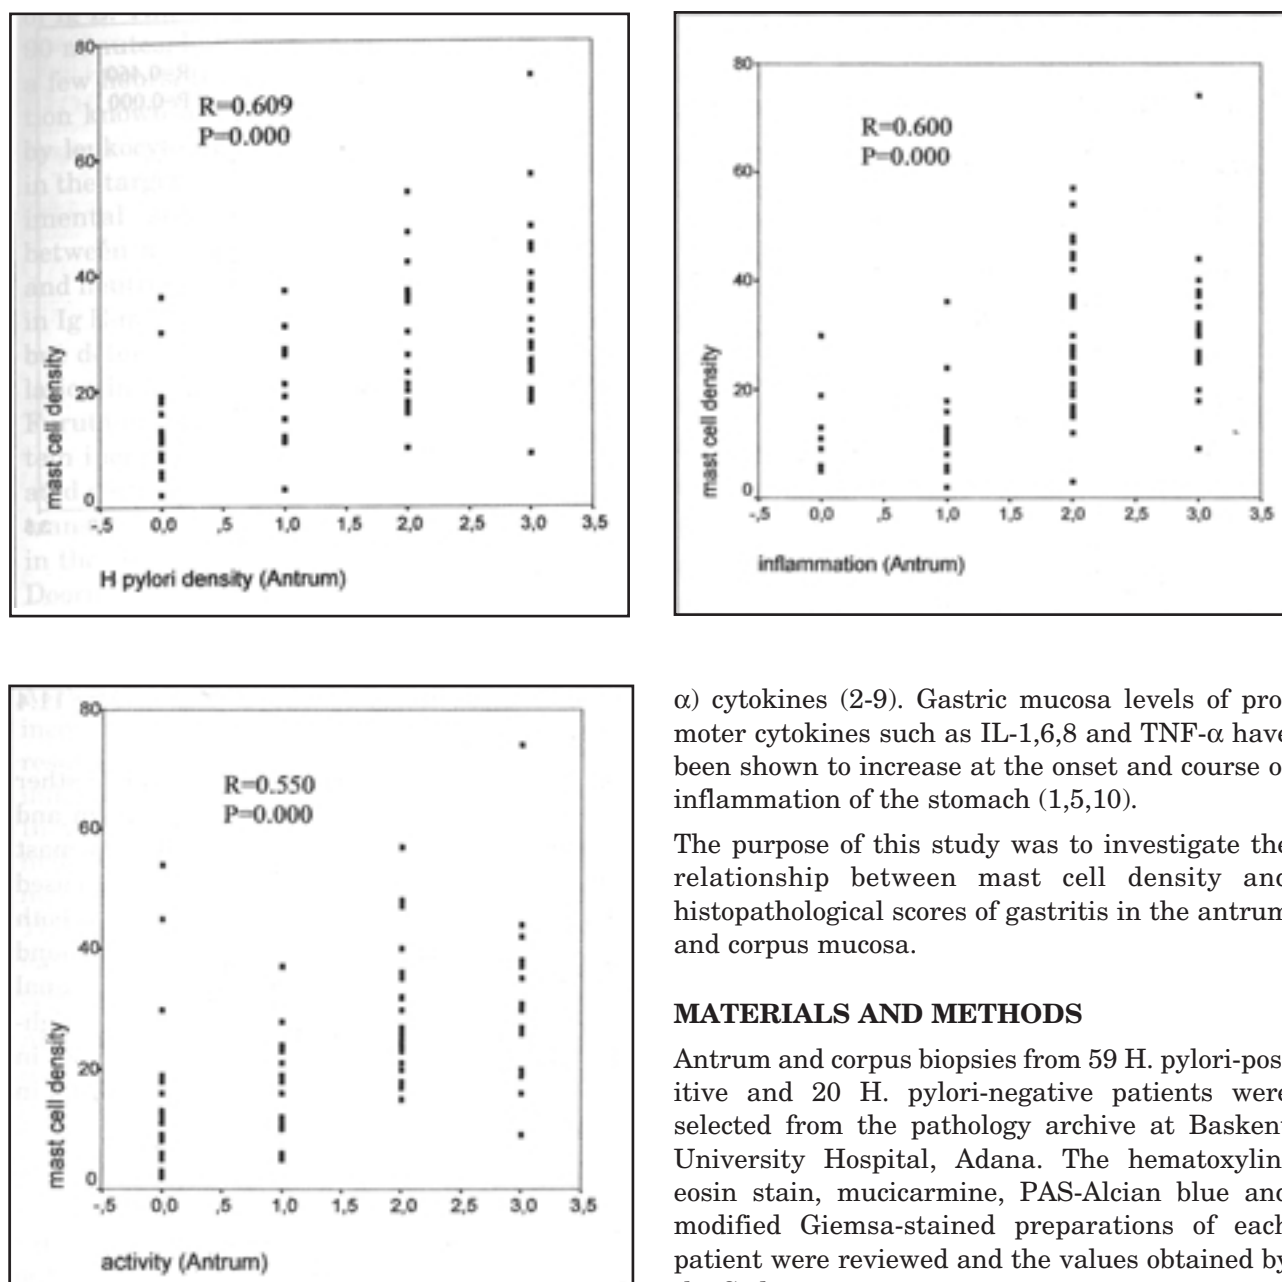 80
60
40
20
0
R=0.609
P=0.000
mast cell density
-,5 0,0 ,5 1,0 1,5 2,0 2,5 3,0 3,5
H pylori density (Antrum)
80
60
40
20
0
R=0.600
P=0.000
mast cell density
-,5 0,0 ,5 1,0 1,5 2,0 2,5 3,0 3,5
inflammation (Antrum)
80
60
40
20
0
R=0.550
P=0.000
mast cell density
-,5 0,0 ,5 1,0 1,5 2,0 2,5 3,0 3,5
activity (Antrum)
α) cytokines (2-9). Gastric mucosa levels of pro
moter cytokines such as IL-1,6,8 and TNF-α have
been shown to increase at the onset and course o
inflammation of the stomach (1,5,10).
The purpose of this study was to investigate the
relationship between mast cell density and
histopathological scores of gastritis in the antrum
and corpus mucosa.
MATERIALS AND METHODS
Antrum and corpus biopsies from 59 H. pylori-pos
itive and 20 H. pylori-negative patients were
selected from the pathology archive at Basken
University Hospital, Adana. The hematoxylin
eosin stain, mucicarmine, PAS-Alcian blue and
modified Giemsa-stained preparations of each
patient were reviewed and the values obtained by